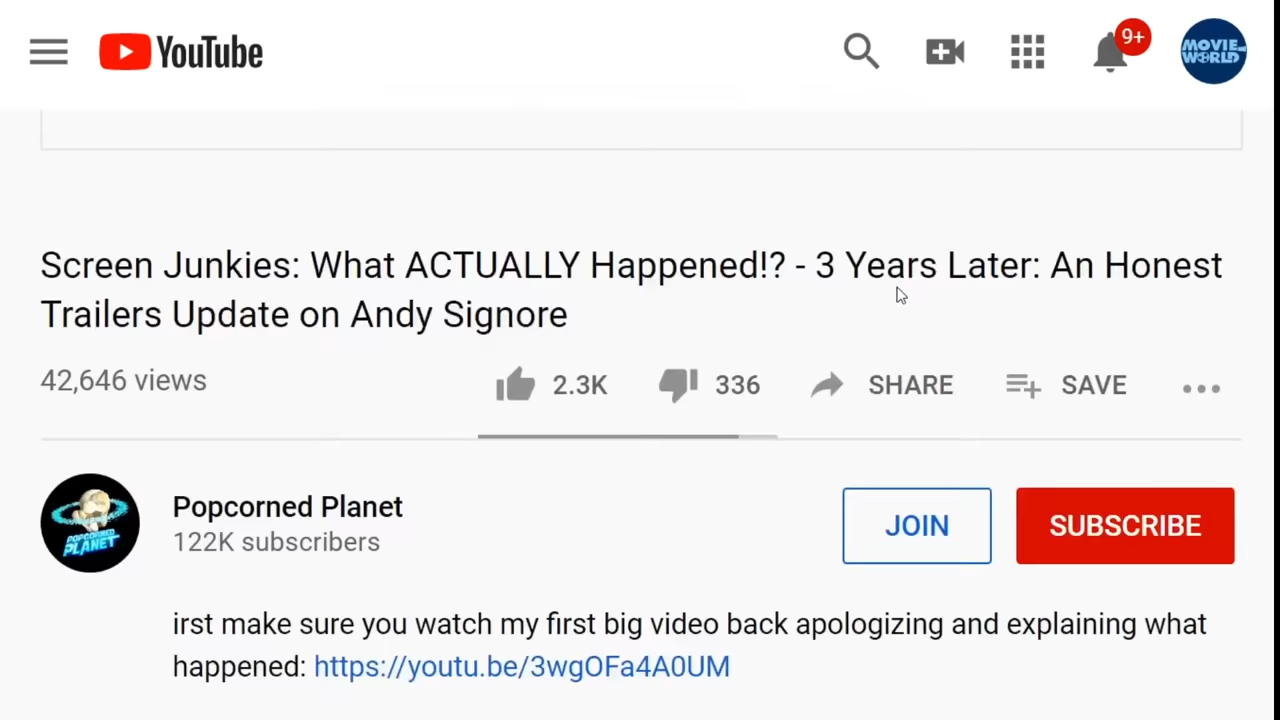 YouTube
9+
MOVIE
WORLD
Screen Junkies: What ACTUALLY Happened!? - 3 Years Later: An Honest
Trailers Update on Andy Signore
42,646 views
2.3K
336
SHARE
SAVE
POPCORNED
PLANET
Popcorned Planet
122K subscribers
JOIN
SUBSCRIBE
irst make sure you watch my first big video back apologizing and explaining what
happened: https://youtu.be/3wgOFa4A0UM